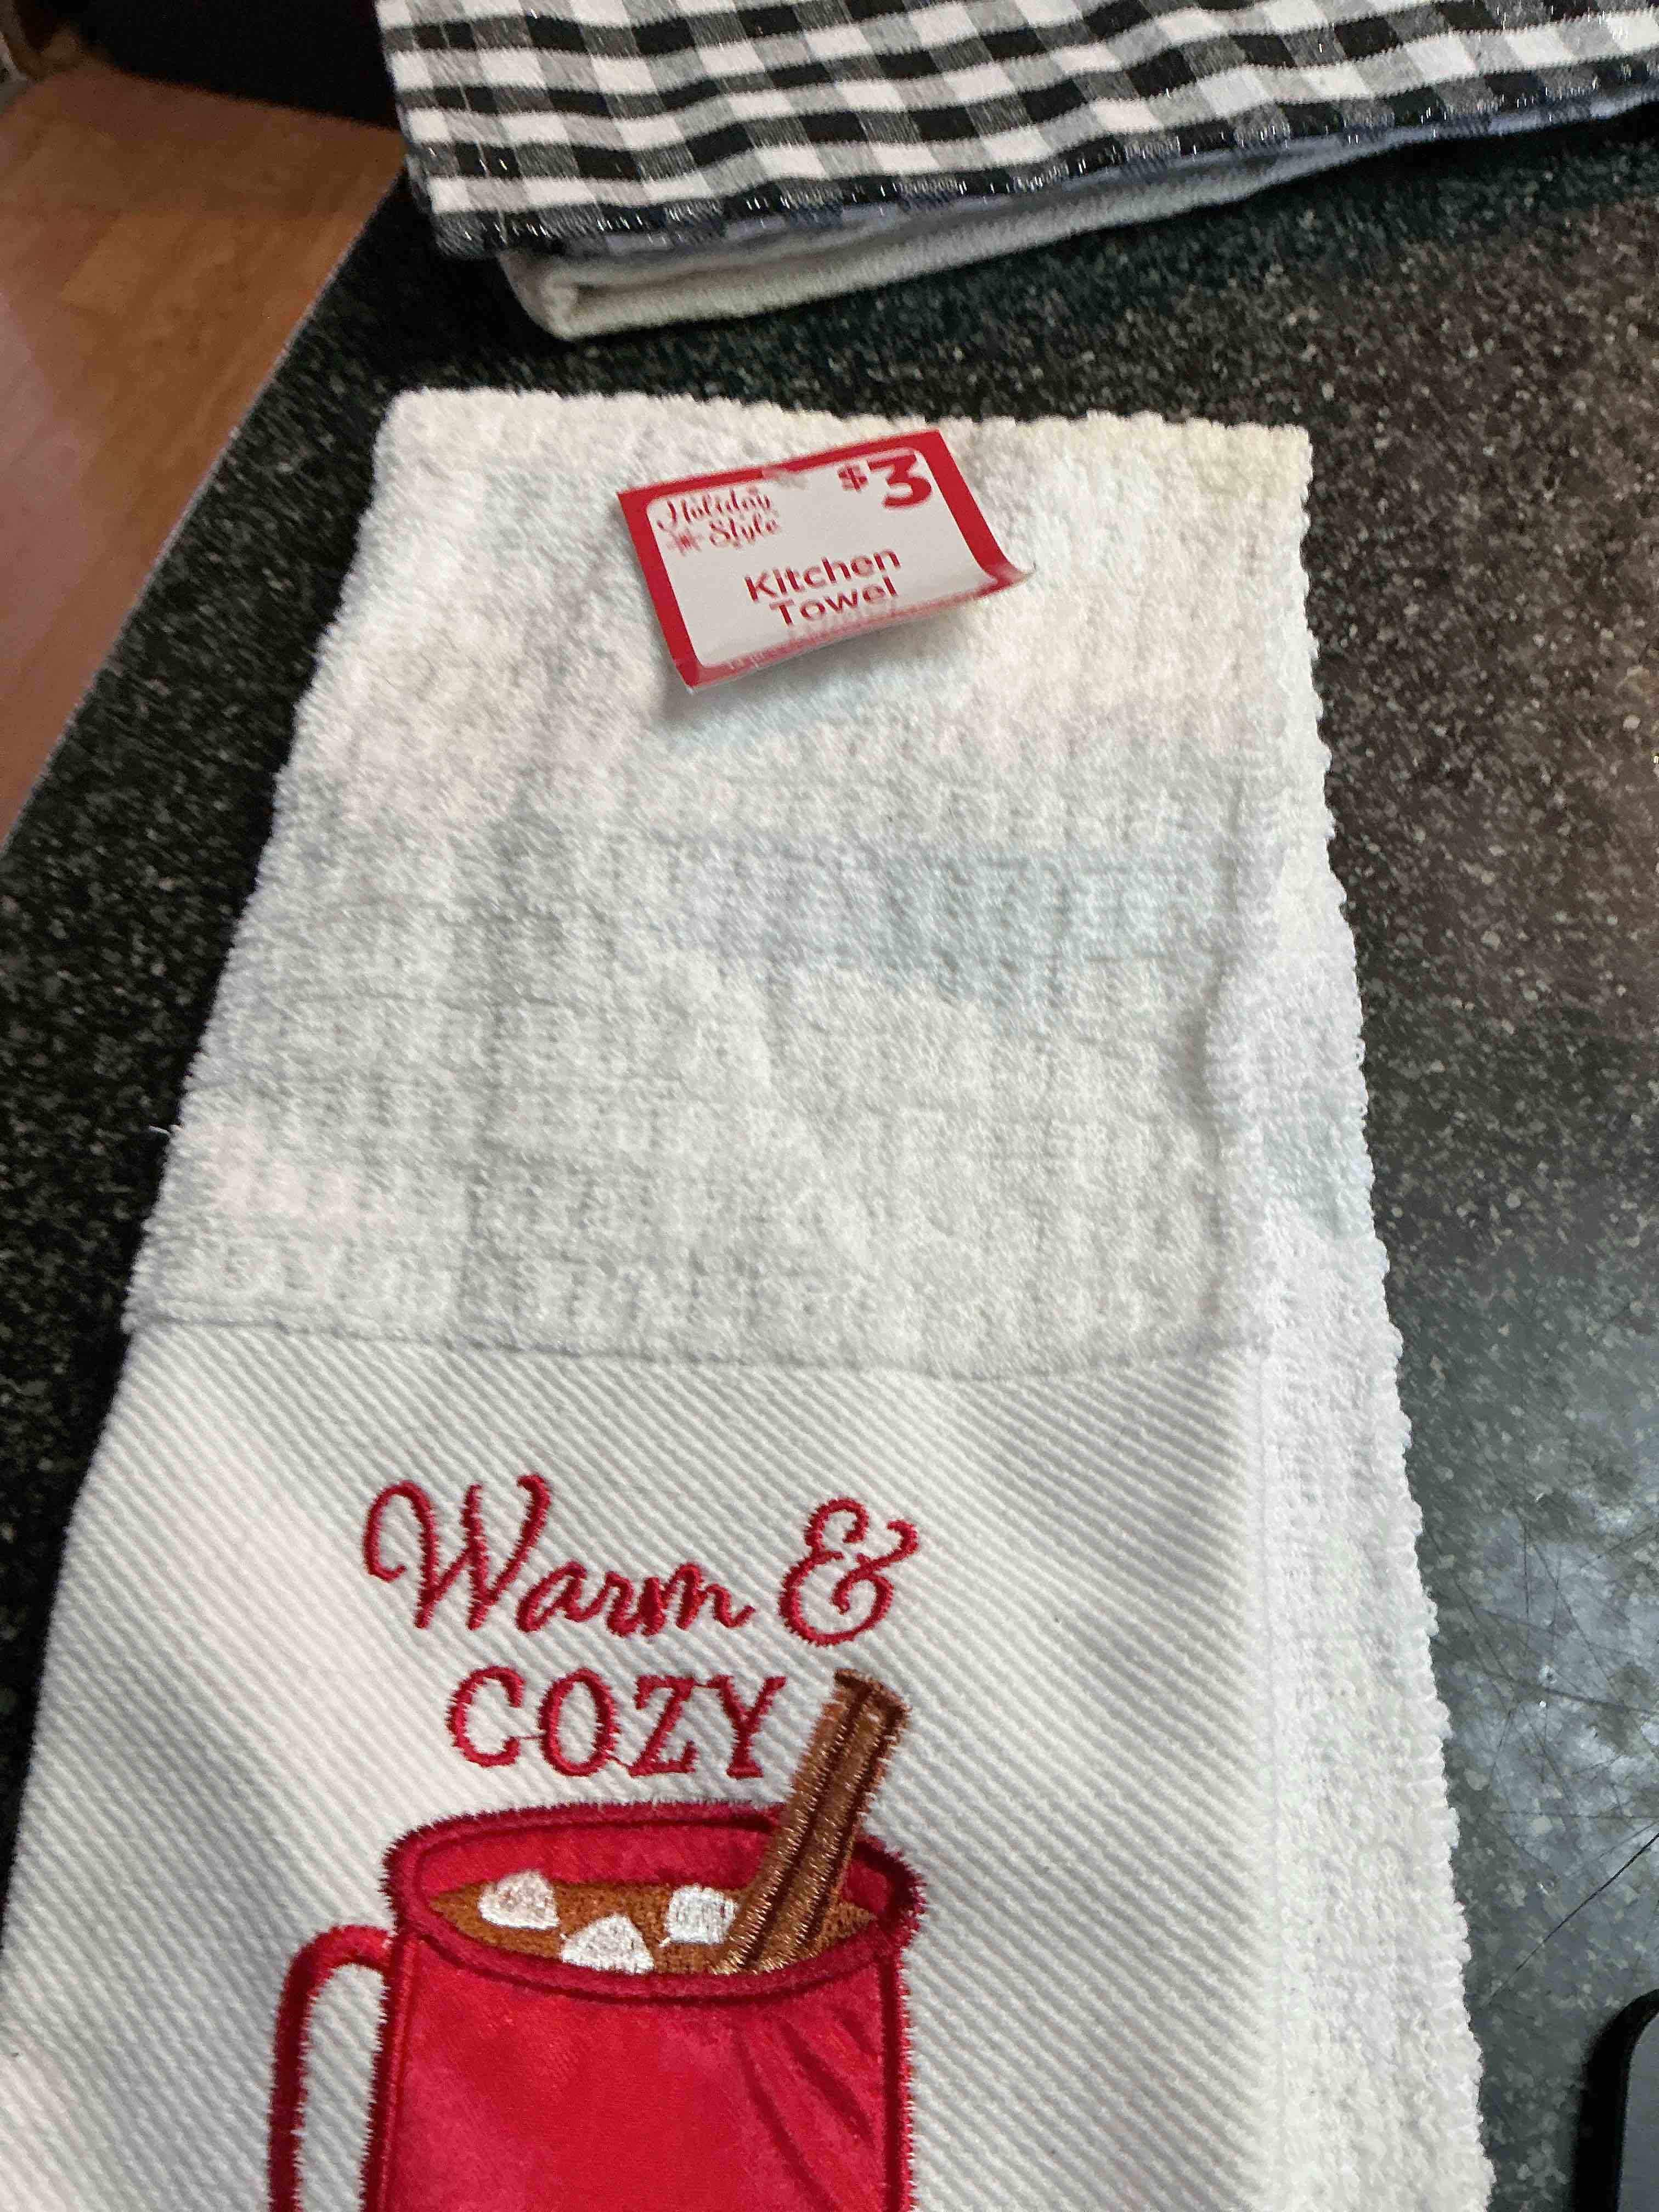 Holiday
Style
$3
Kitchen
Towel
Warm &
COZY